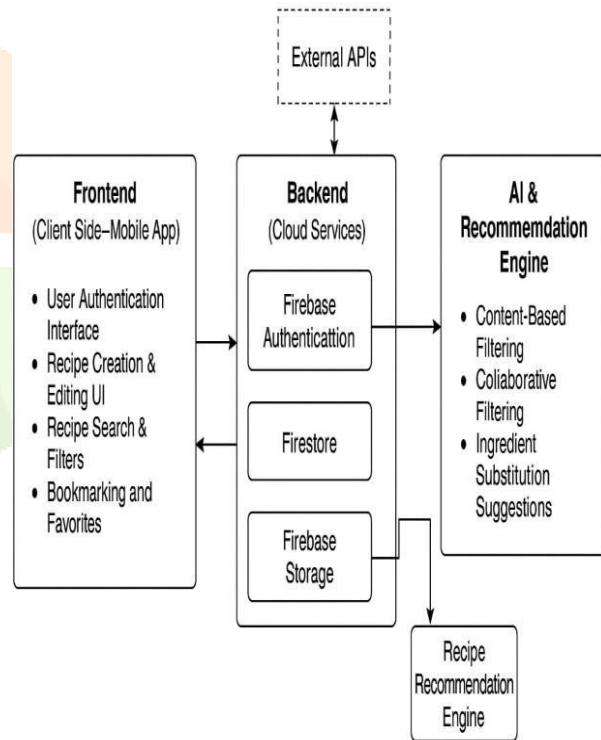 External APIs
Frontend
(Client Side–Mobile App)
• User Authentication
Interface
• Recipe Creation &
Editing UI
• Recipe Search &
Filters
• Bookmarking and
Favorites
Backend
(Cloud Services)
Firebase
Authenticattion
Firestore
Firebase
Storage
AI &
Recommemdation
Engine
• Content-Based
Filtering
• Coliaborative
Filtering
• Ingredient
Substitution
Suggestions
Recipe
Recommendation
Engine